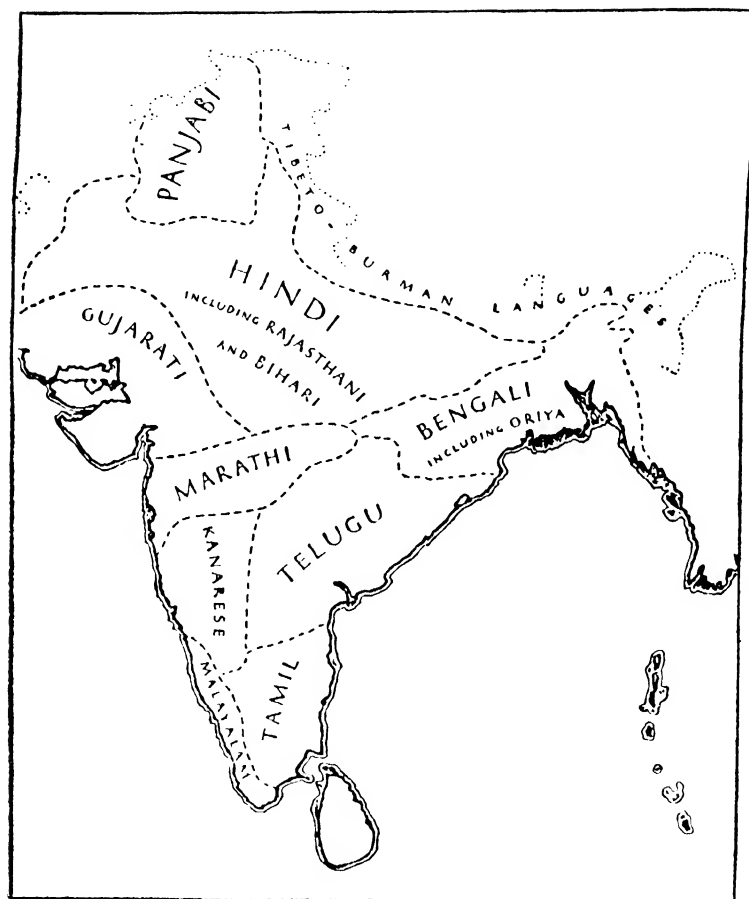 PANJABI
TIBETO-BURMAN LANGUAGES
HINDI
INCLUDING RAJASTHANI
AND BIHARI
GUJARATI
BENGALI
INCLUDING ORIYA
MARATHI
TELUGU
KANARESE
MALAYALAM
TAMIL